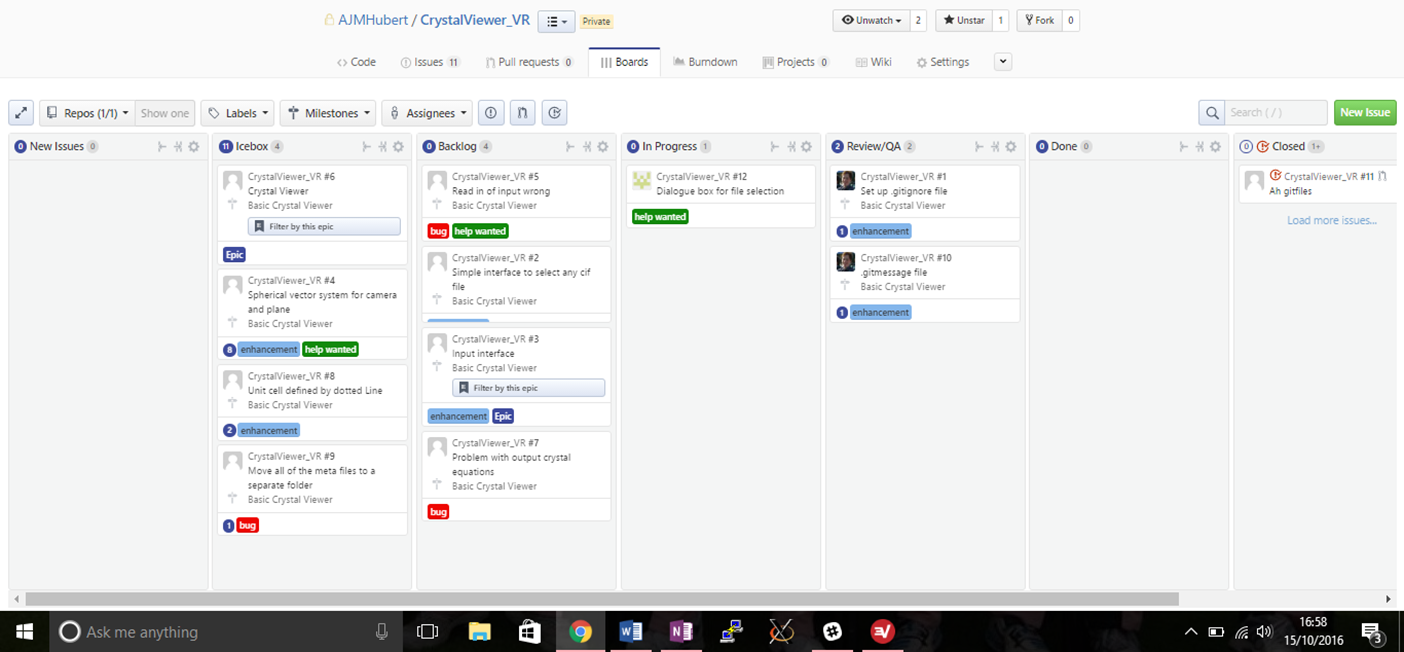 AJMHubert / CrystalViewer_VR Private
Unwatch 2 Unstar 1 Fork 0
Code Issues 11 Pull requests 0 Boards Burndown Projects 0 Wiki Settings
Repos (1/1) Show one Labels Milestones Assignees Search ( / ) New Issue
0 New Issues 0
11 Icebox 4
CrystalViewer_VR #6
Crystal Viewer
Basic Crystal Viewer
Filter by this epic
Epic
CrystalViewer_VR #4
Spherical vector system for camera
and plane
Basic Crystal Viewer
8 enhancement help wanted
CrystalViewer_VR #8
Unit cell defined by dotted Line
Basic Crystal Viewer
2 enhancement
CrystalViewer_VR #9
Move all of the meta files to a
separate folder
Basic Crystal Viewer
1 bug
0 Backlog 4
CrystalViewer_VR #5
Read in of input wrong
Basic Crystal Viewer
bug help wanted
CrystalViewer_VR #2
Simple interface to select any cif
file
Basic Crystal Viewer
CrystalViewer_VR #3
Input interface
Basic Crystal Viewer
Filter by this epic
enhancement Epic
CrystalViewer_VR #7
Problem with output crystal
equations
Basic Crystal Viewer
bug
0 In Progress 1
CrystalViewer_VR #12
Dialogue box for file selection
help wanted
2 Review/QA 2
CrystalViewer_VR #1
Set up .gitignore file
Basic Crystal Viewer
1 enhancement
CrystalViewer_VR #10
.gitmessage file
Basic Crystal Viewer
1 enhancement
0 Done 0
0 Closed 1+
CrystalViewer_VR #11
Ah gitfiles
Load more issues...
Ask me anything
16:58
15/10/2016
3